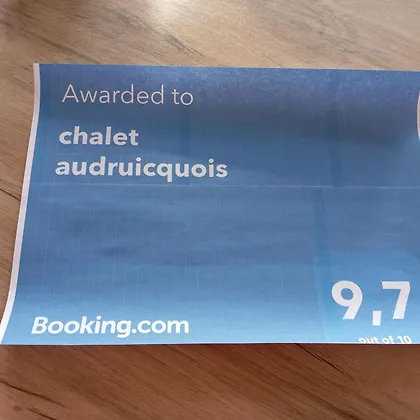 Awarded to
chalet
audruicquois
9,7
out of 10
Booking.com